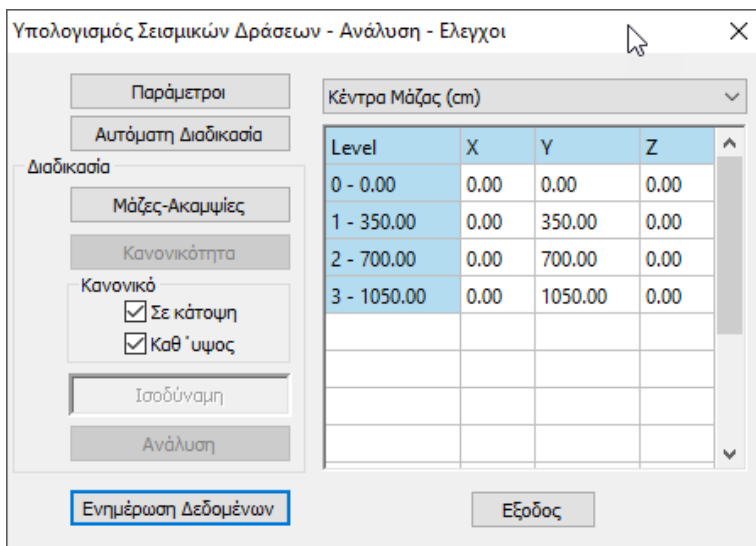 Υπολογισμός Σεισμικών Δράσεων - Ανάλυση - Ελεγχοι
Παράμετροι
Αυτόματη Διαδικασία
Διαδικασία
Μάζες-Ακαμψίες
Κανονικότητα
Κανονικό
Σε κάτοψη
Καθ΄υψος
Ισοδύναμη
Ανάλυση
Ενημέρωση Δεδομένων
Κέντρα Μάζας (cm)
Level X Y Z
0 - 0.00 0.00 0.00 0.00
1 - 350.00 0.00 350.00 0.00
2 - 700.00 0.00 700.00 0.00
3 - 1050.00 0.00 1050.00 0.00
Εξοδος